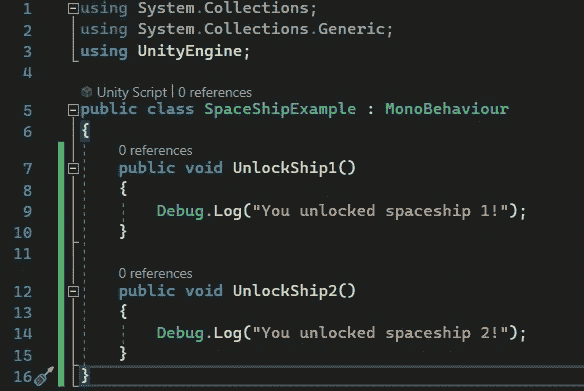 1 using System.Collections;
2 using System.Collections.Generic;
3 using UnityEngine;
4
Unity Script | 0 references
5 public class SpaceShipExample : MonoBehaviour
6 {
0 references
7 public void UnlockShip1()
8 {
9 Debug.Log("You unlocked spaceship 1!");
10 }
11
0 references
12 public void UnlockShip2()
13 {
14 Debug.Log("You unlocked spaceship 2!");
15 }
16 }